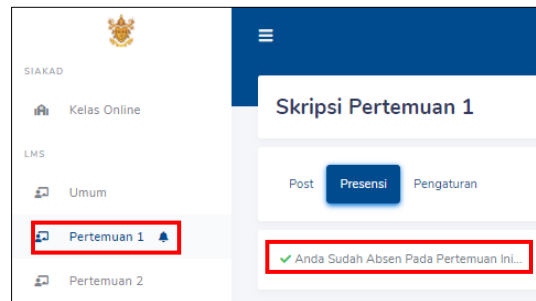 SIAKAD
Kelas Online
LMS
Umum
Pertemuan 1
Pertemuan 2
Skripsi Pertemuan 1
Post Presensi Pengaturan
Anda Sudah Absen Pada Pertemuan Ini...